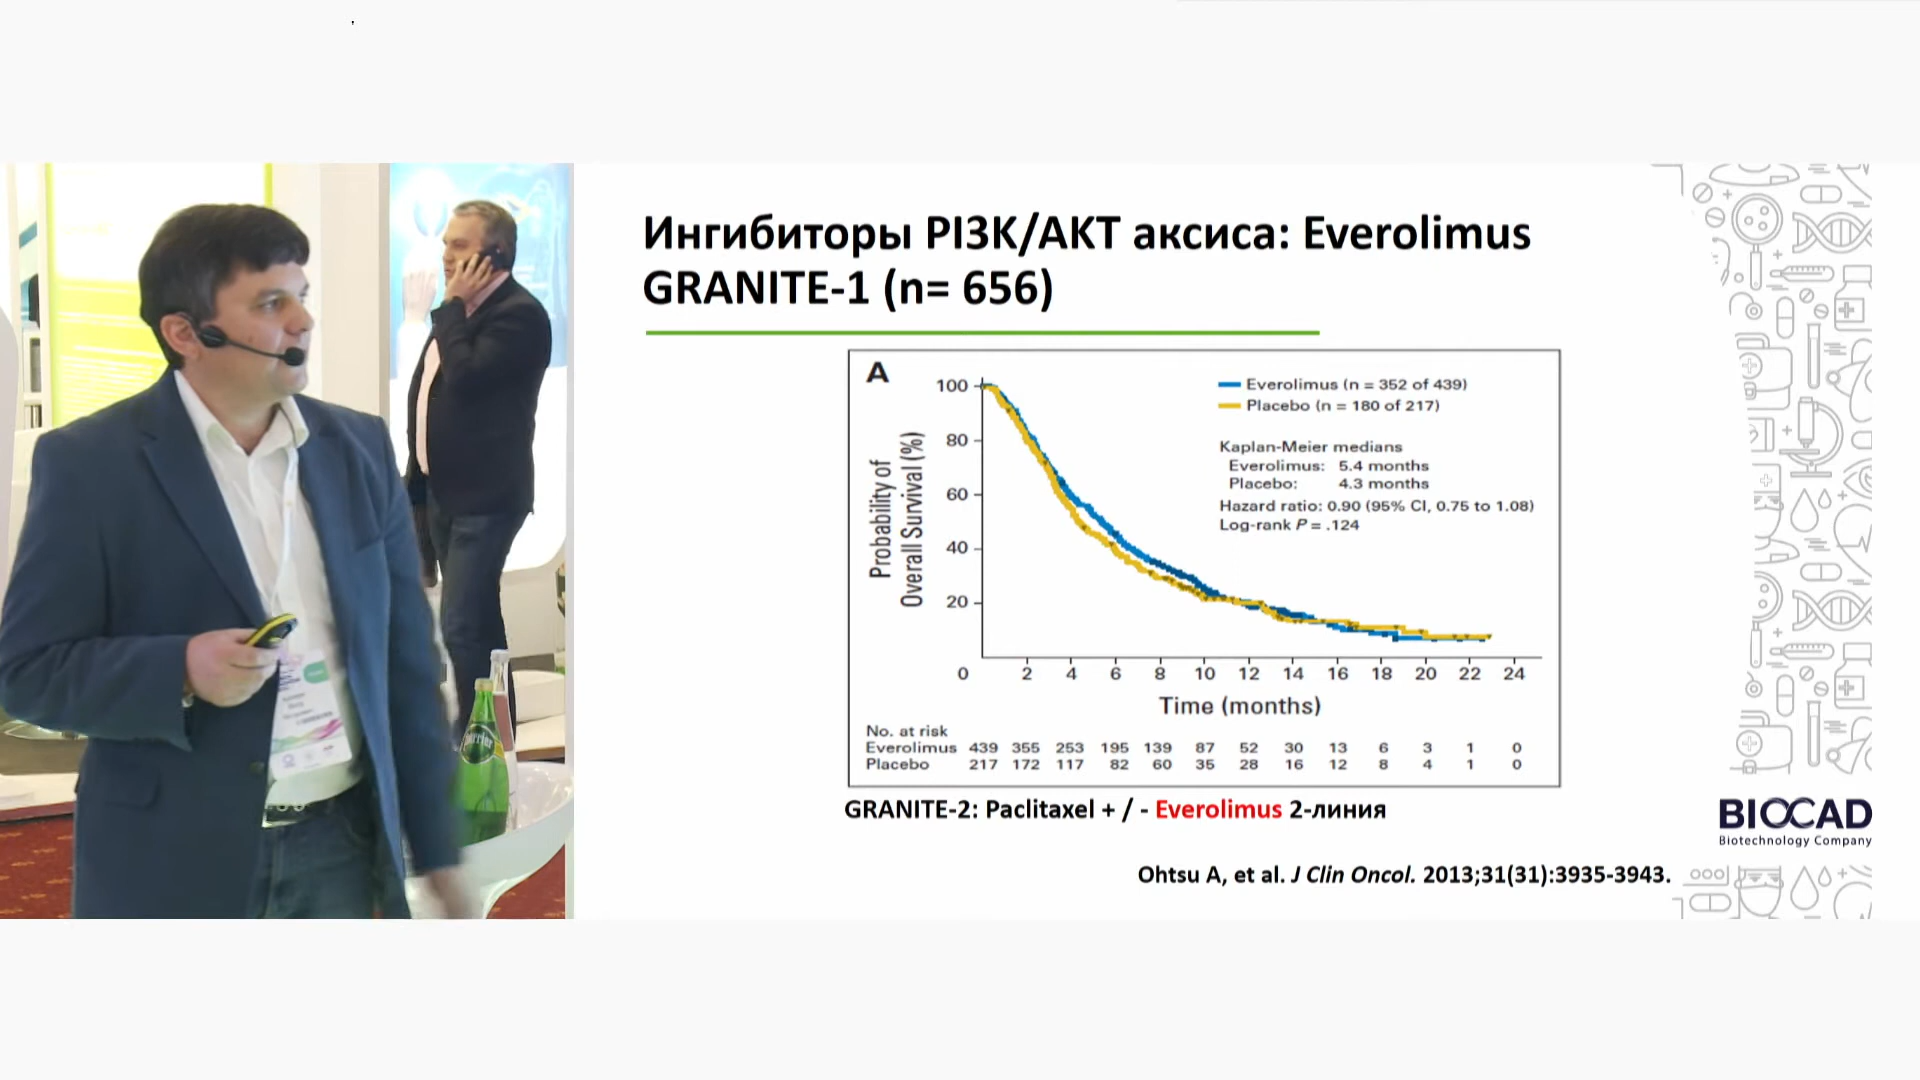 Ингибиторы PI3K/AKT аксиса: Everolimus
GRANITE-1 (n= 656)
A
Probability of
Overall Survival (%)
100
80
60
40
20
0 2 4 6 8 10 12 14 16 18 20 22 24
Time (months)
Everolimus (n = 352 of 439)
Placebo (n = 180 of 217)
Kaplan-Meier medians
Everolimus: 5.4 months
Placebo: 4.3 months
Hazard ratio: 0.90 (95% CI, 0.75 to 1.08)
Log-rank P = .124
No. at risk
Everolimus 439 355 253 195 139 87 52 30 13 6 3 1 0
Placebo 217 172 117 82 60 35 28 16 12 8 4 1 0
GRANITE-2: Paclitaxel + / - Everolimus 2-линия
Ohtsu A, et al. J Clin Oncol. 2013;31(31):3935-3943.
BIOCAD
Biotechnology Company
perrier